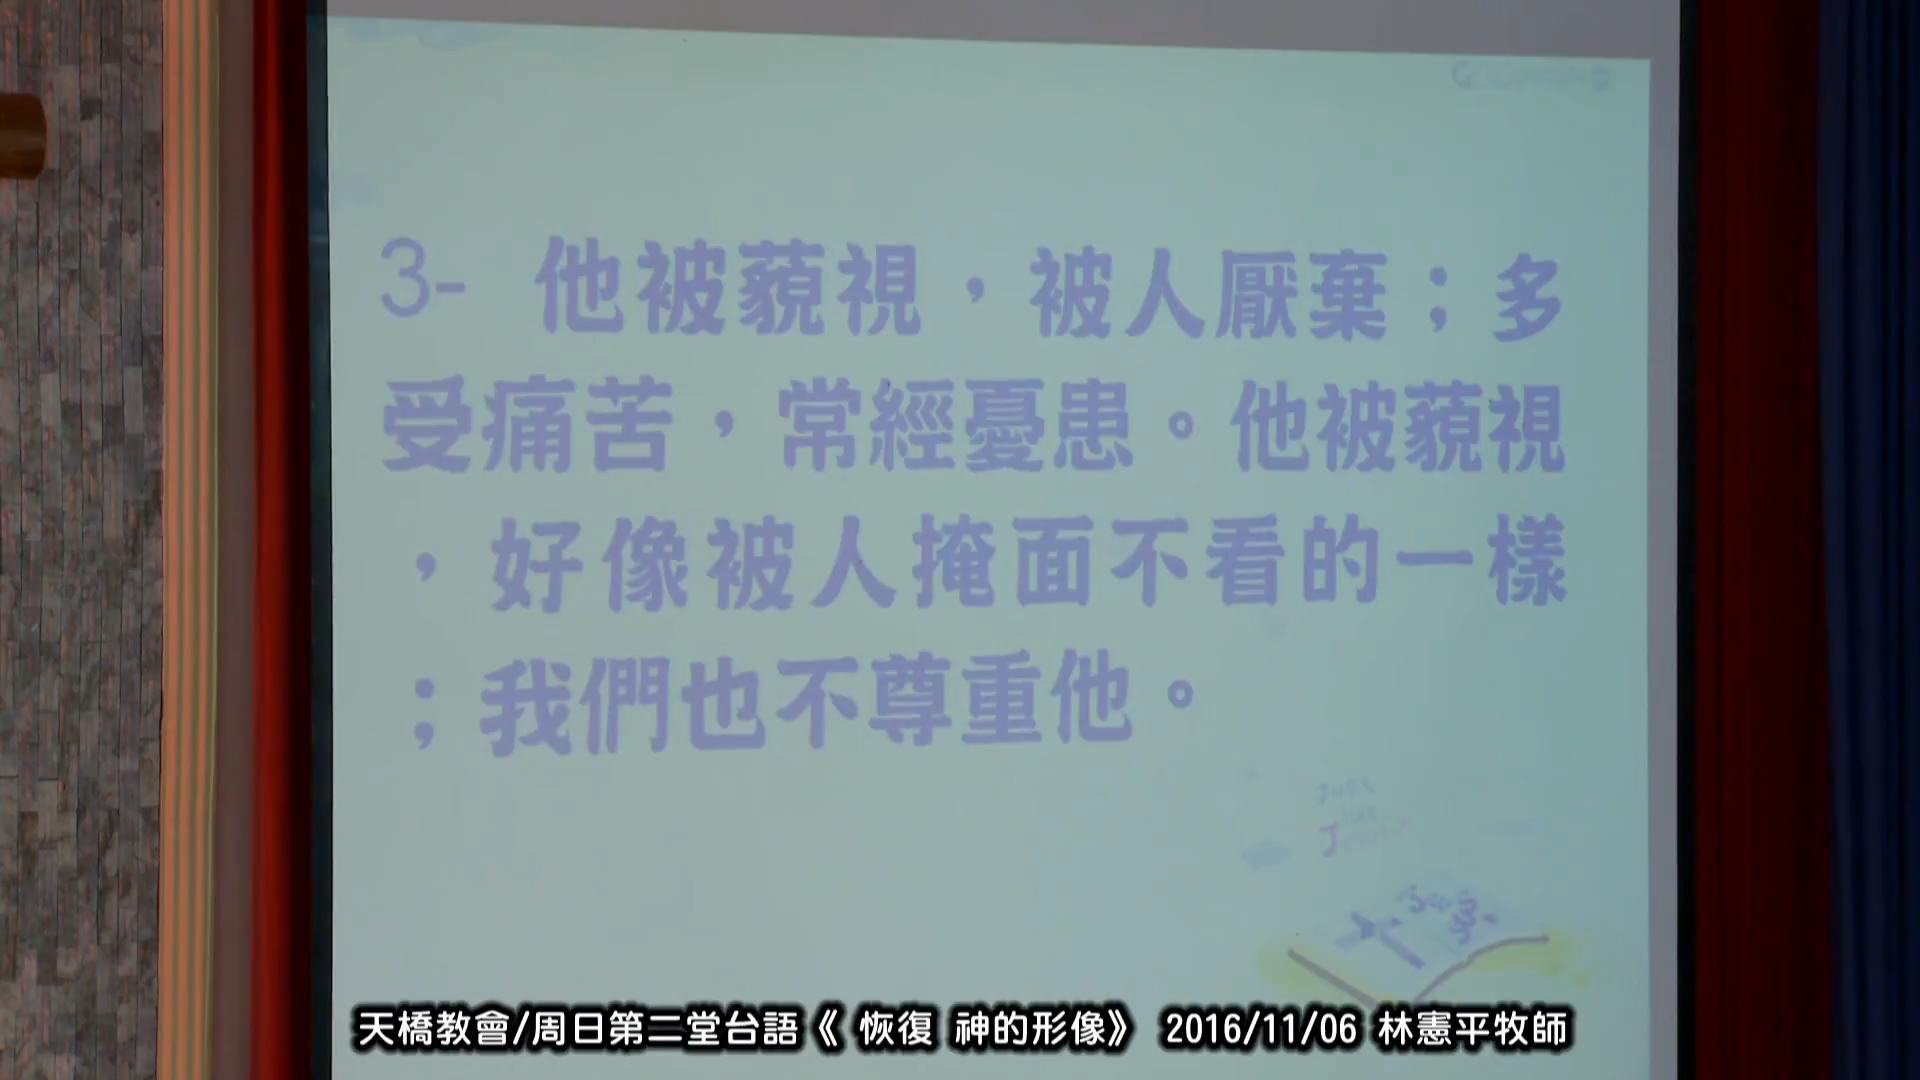 3- 他被藐視，被人厭棄；多
受痛苦，常經憂患。他被藐視
，好像被人掩面不看的一樣
；我們也不尊重他。
天橋教會/周日第二堂台語《 恢復 神的形像》 2016/11/06 林憲平牧師